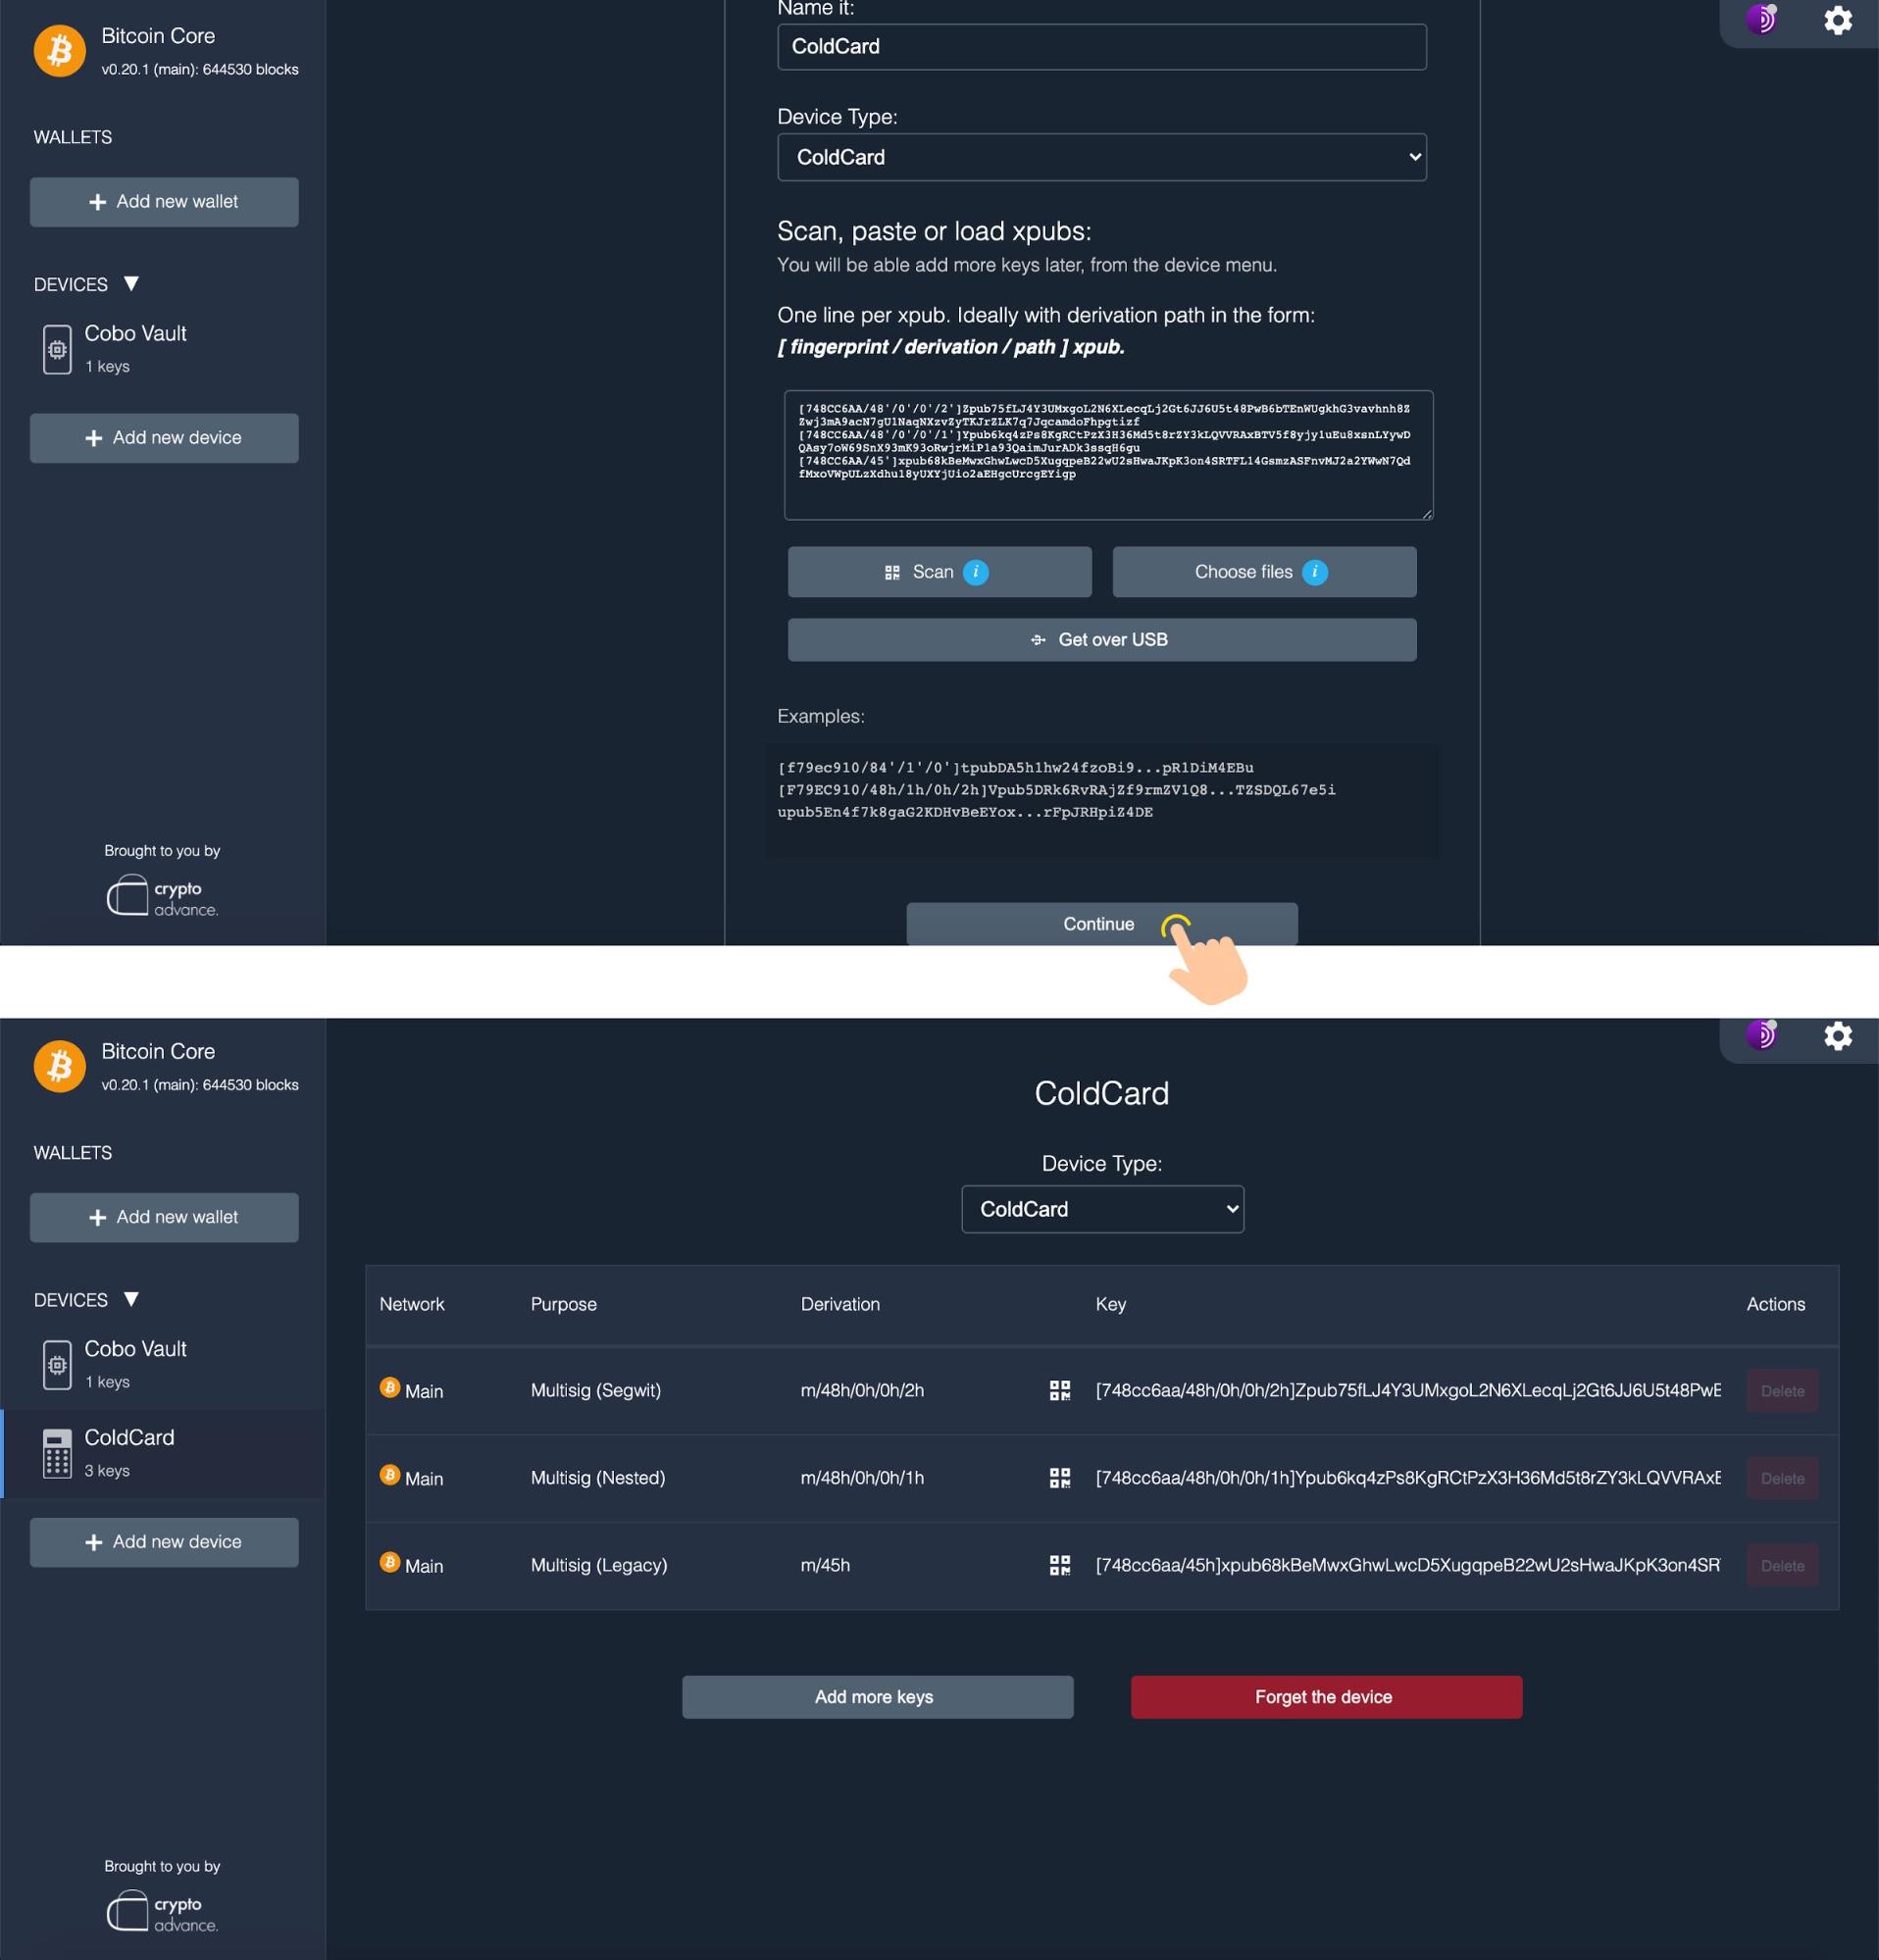 Bitcoin Core
v0.20.1 (main): 644530 blocks
WALLETS
Add new wallet
DEVICES ▼
Cobo Vault
1 keys
Add new device
Brought to you by
crypto
advance.
Name it:
ColdCard
Device Type:
ColdCard
Scan, paste or load xpubs:
You will be able add more keys later, from the device menu.
One line per xpub. Ideally with derivation path in the form:
[ fingerprint / derivation / path ] xpub.
[748CC6AA/48'/0'/0'/2']Zpub75fLJ4Y3UMxgoL2N6XLecqLj2Gt6JJ6U5t48PwB6bTEnWUgkhG3vavhnh8Z
Zwj3mA9acN7gU1NaqNXzvZyTKJrZLK7q7JqcamdoFhpgtizf
[748CC6AA/48'/0'/0'/1']Ypub6kq4zPs8KgRCtPzX3H36Md5t8rZY3kLQVVRAxBTV5f8yjy1uEu8xsnLYywD
QAsy7oW69SnX93mK93oRwjrMiP1a93QaimJurADk3ssqH6gu
[748CC6AA/45']xpub68kBeMwxGhwLwcD5XugqpeB22wU2sHwaJKpK3on4SRTFL14GsmzASFnvMJ2a2YWwN7Qd
fMxoVWpULzXdhu18yUXYjUio2aEHgcUrcgEYigp
Scan i
Choose files i
Get over USB
Examples:
[f79ec910/84'/1'/0']tpubDA5h1hw24fzoBi9...pR1DiM4EBu
[F79EC910/48h/1h/0h/2h]Vpub5DRk6RvRAjZf9rmZV1Q8...TZSDQL67e5i
upub5En4f7k8gaG2KDHvBeEYox...rFpJRHpiZ4DE
Continue
Bitcoin Core
v0.20.1 (main): 644530 blocks
WALLETS
Add new wallet
DEVICES ▼
Cobo Vault
1 keys
ColdCard
3 keys
Add new device
Brought to you by
crypto
advance.
ColdCard
Device Type:
ColdCard
Network Purpose Derivation Key Actions
Main Multisig (Segwit) m/48h/0h/0h/2h [748cc6aa/48h/0h/0h/2h]Zpub75fLJ4Y3UMxgoL2N6XLecqLj2Gt6JJ6U5t48PwB Delete
Main Multisig (Nested) m/48h/0h/0h/1h [748cc6aa/48h/0h/0h/1h]Ypub6kq4zPs8KgRCtPzX3H36Md5t8rZY3kLQVVRAxB Delete
Main Multisig (Legacy) m/45h [748cc6aa/45h]xpub68kBeMwxGhwLwcD5XugqpeB22wU2sHwaJKpK3on4SR Delete
Add more keys
Forget the device